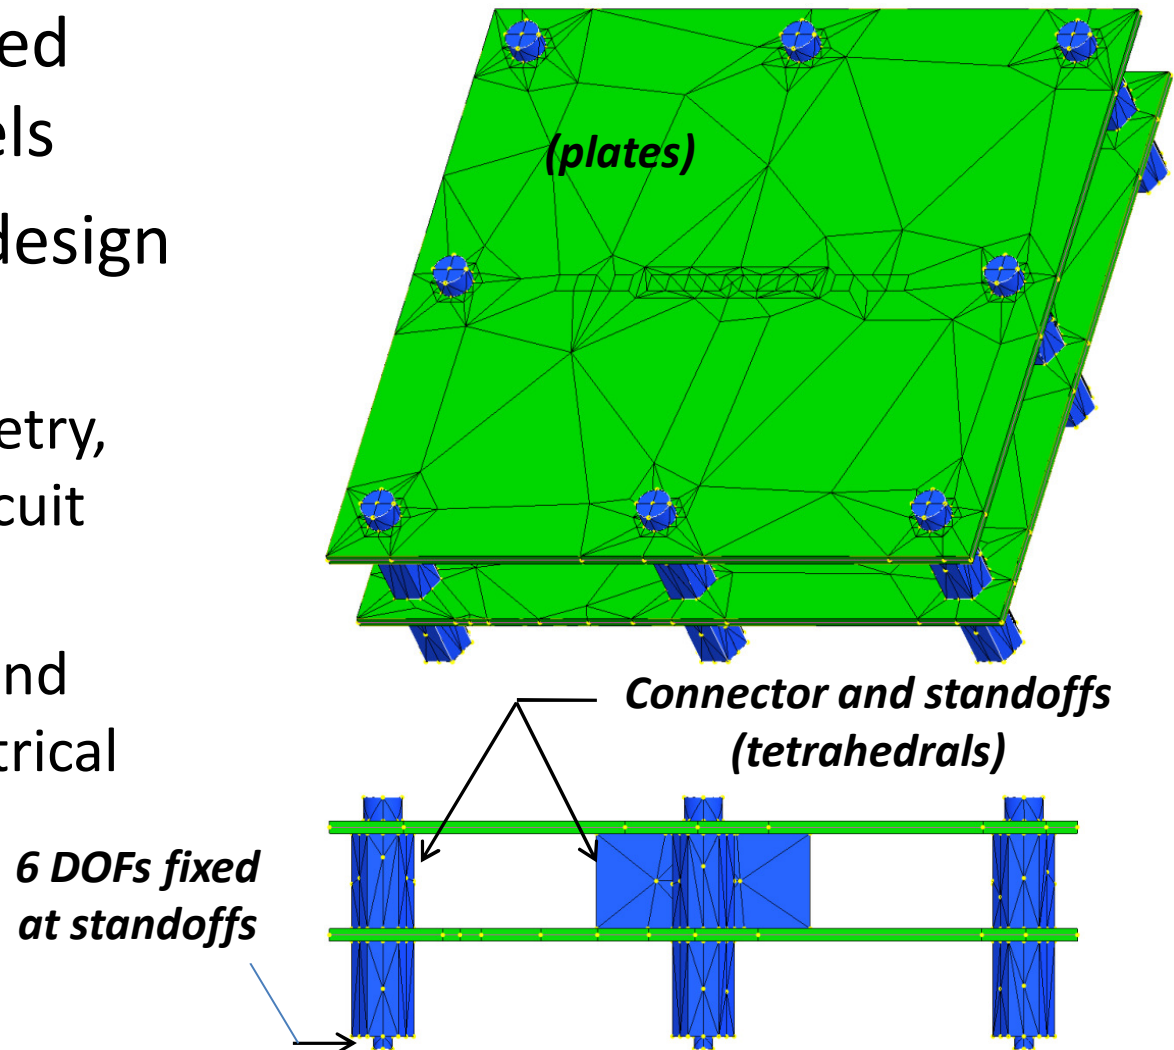 ed
els
design
etry,
cuit
nd
trical
(plates)
Connector and standoffs
(tetrahedrals)
6 DOFs fixed
at standoffs